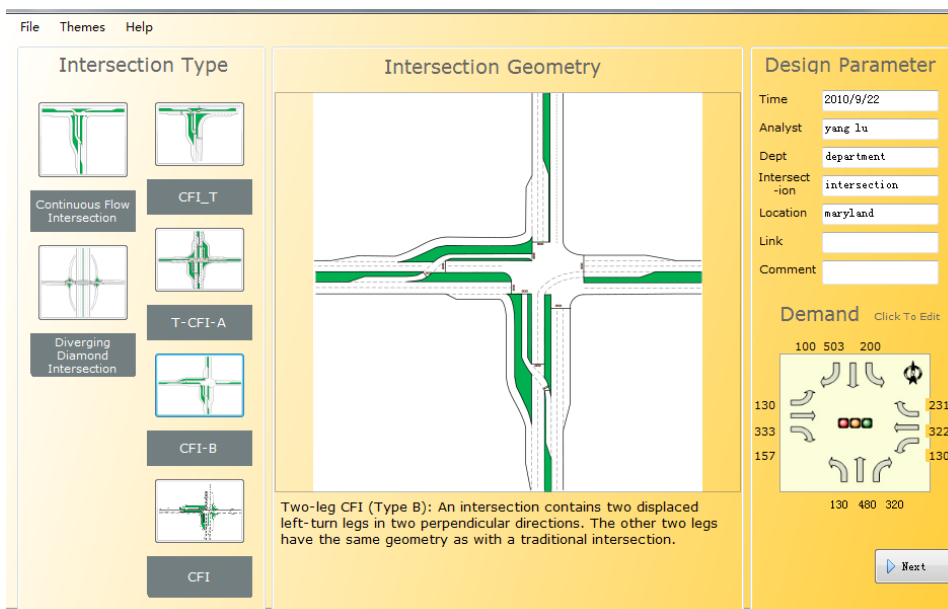 File Themes Help
Intersection Type
Continuous Flow
Intersection
Diverging
Diamond
Intersection
CFI_T
T-CFI-A
CFI-B
CFI
Intersection Geometry
Two-leg CFI (Type B): An intersection contains two displaced
left-turn legs in two perpendicular directions. The other two legs
have the same geometry as with a traditional intersection.
Design Parameter
Time 2010/9/22
Analyst yang lu
Dept department
Intersect
-ion intersection
Location maryland
Link
Comment
Demand Click To Edit
100 503 200
130 231
333 322
157 130
130 480 320
Next